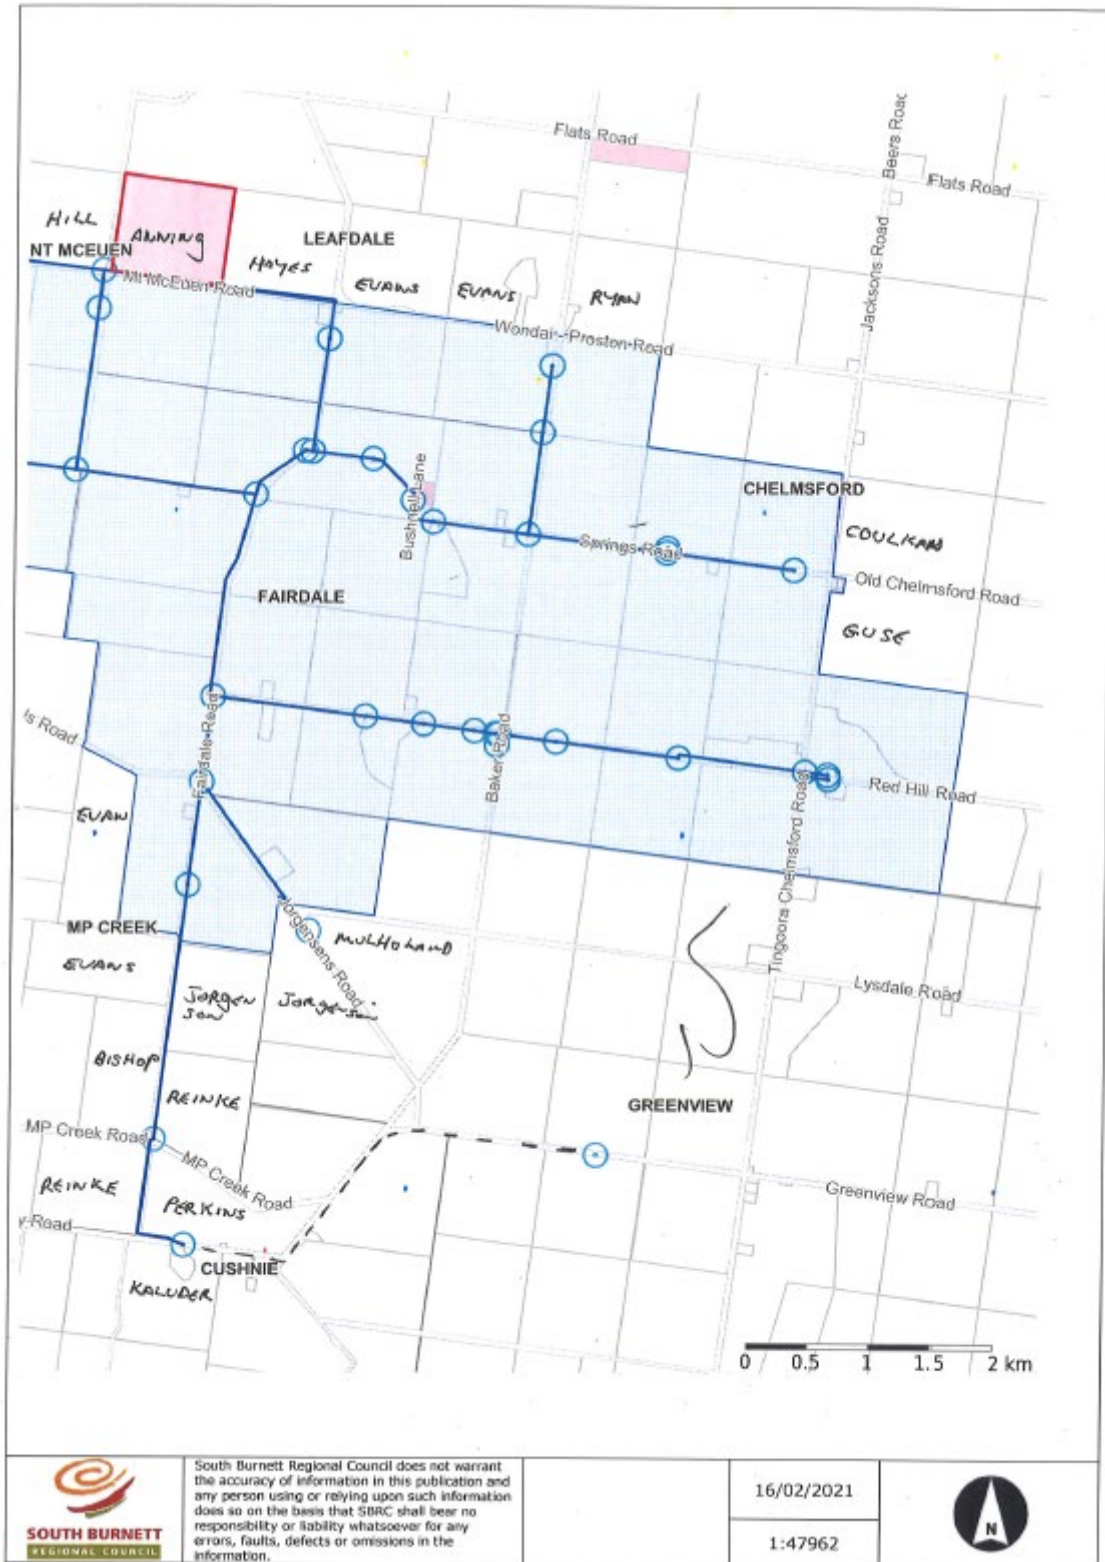 Flats Road
Beers Road
Flats Road
HILL
ANNING
LEAFDALE
NT MCEUEN
HAYES
Mt McEuen Road
EVANS
EVANS
RYAN
Jacksons Road
Wondai-Proston Road
Bushnell Lane
CHELMSFORD
COULKAN
Springs Road
Old Chelmsford Road
FAIRDALE
GUSE
ls Road
Fairdale Road
Baker Road
Red Hill Road
EVAN
Tingoora Chelmsford Road
MP CREEK
Jorgensens Road
MULHOLAND
EVANS
Lysdale Road
JORGEN
SON
JORGENSON
BISHOP
REINKE
GREENVIEW
MP Creek Road
MP Creek Road
REINKE
PERKINS
Greenview Road
y Road
CUSHNIE
KALUDER
0 0.5 1 1.5 2 km
SOUTH BURNETT
REGIONAL COUNCIL
South Burnett Regional Council does not warrant
the accuracy of information in this publication and
any person using or relying upon such information
does so on the basis that SBRC shall bear no
responsibility or liability whatsoever for any
errors, faults, defects or omissions in the
information.
16/02/2021
1:47962
N